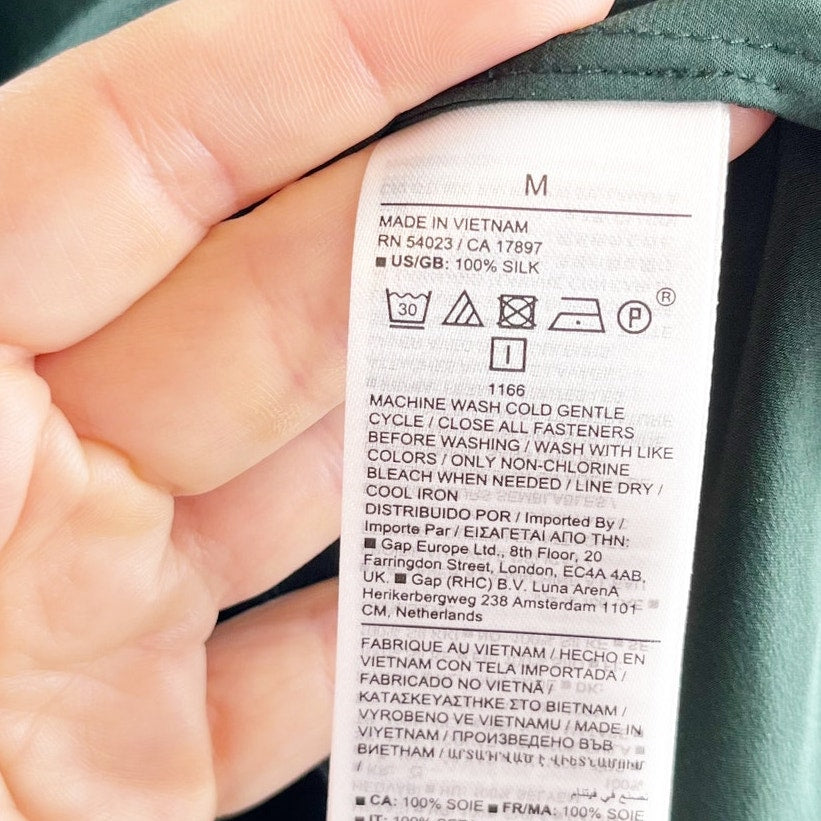 M
MADE IN VIETNAM
RN 54023 / CA 17897
■ US/GB: 100% SILK
30
P
®
1166
MACHINE WASH COLD GENTLE
CYCLE / CLOSE ALL FASTENERS
BEFORE WASHING / WASH WITH LIKE
COLORS / ONLY NON-CHLORINE
BLEACH WHEN NEEDED / LINE DRY /
COOL IRON
DISTRIBUIDO POR / Imported By /
Importe Par / ΕΙΣΑΓΕΤΑΙ ΑΠΟ ΤΗΝ:
■ Gap Europe Ltd., 8th Floor, 20
Farringdon Street, London, EC4A 4AB,
UK. ■ Gap (RHC) B.V. Luna ArenA
Herikerbergweg 238 Amsterdam 1101
CM, Netherlands
FABRIQUE AU VIETNAM / HECHO EN
VIETNAM CON TELA IMPORTADA /
FABRICADO NO VIETNÃ /
ΚΑΤΑΣΚΕΥΑΣΤΗΚΕ ΣΤΟ ΒΙΕΤΝΑΜ /
VYROBENO VE VIETNAMU / MADE IN
VIYETNAM / ПРОИЗВЕДЕНО ВЪВ
ВИЕТНАМ /
/
تصنع في فيتنام
■ CA: 100% SOIE ■ FR/MA: 100% SOIE
■ IT: 100%